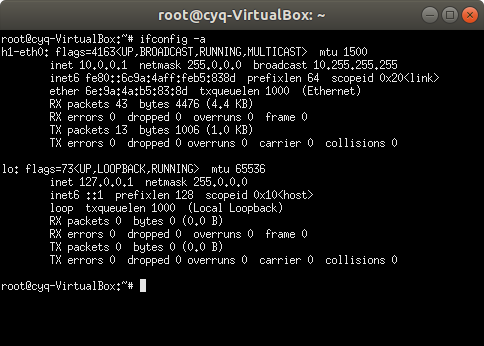 root@cyq-VirtualBox: ~
root@cyq-VirtualBox:~# ifconfig -a
h1-eth0: flags=4163<UP,BROADCAST,RUNNING,MULTICAST>  mtu 1500
        inet 10.0.0.1  netmask 255.0.0.0  broadcast 10.255.255.255
        inet6 fe80::6c9a:4aff:feb5:838d  prefixlen 64  scopeid 0x20<link>
        ether 6e:9a:4a:b5:83:8d  txqueuelen 1000  (Ethernet)
        RX packets 43  bytes 4476 (4.4 KB)
        RX errors 0  dropped 0  overruns 0  frame 0
        TX packets 13  bytes 1006 (1.0 KB)
        TX errors 0  dropped 0 overruns 0  carrier 0  collisions 0
lo: flags=73<UP,LOOPBACK,RUNNING>  mtu 65536
        inet 127.0.0.1  netmask 255.0.0.0
        inet6 ::1  prefixlen 128  scopeid 0x10<host>
        loop  txqueuelen 1000  (Local Loopback)
        RX packets 0  bytes 0 (0.0 B)
        RX errors 0  dropped 0  overruns 0  frame 0
        TX packets 0  bytes 0 (0.0 B)
        TX errors 0  dropped 0 overruns 0  carrier 0  collisions 0
root@cyq-VirtualBox:~#